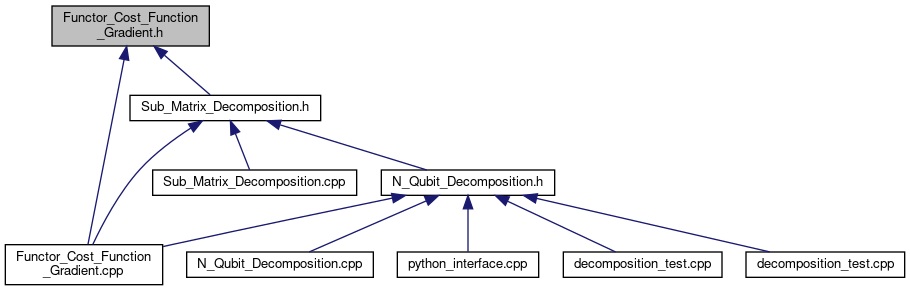 Functor_Cost_Function
_Gradient.h
Sub_Matrix_Decomposition.h
Sub_Matrix_Decomposition.cpp
N_Qubit_Decomposition.h
Functor_Cost_Function
_Gradient.cpp
N_Qubit_Decomposition.cpp
python_interface.cpp
decomposition_test.cpp
decomposition_test.cpp